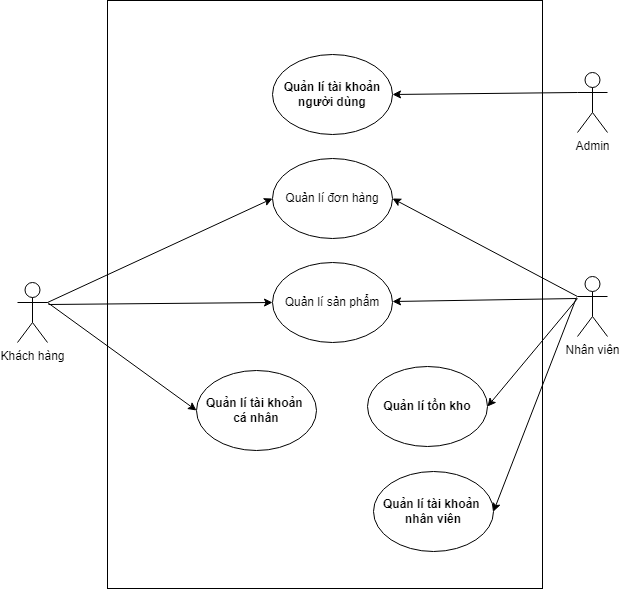 Quản lí tài khoản
người dùng
Admin
Quản lí đơn hàng
Quản lí sản phẩm
Khách hàng
Nhân viên
Quản lí tài khoản
cá nhân
Quản lí tồn kho
Quản lí tài khoản
nhân viên